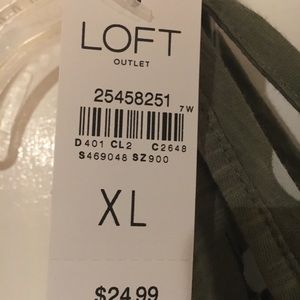 LOFT
OUTLET
25458251
7W
D401 CL2 C2648
S469048 SZ900
XL
$24.99